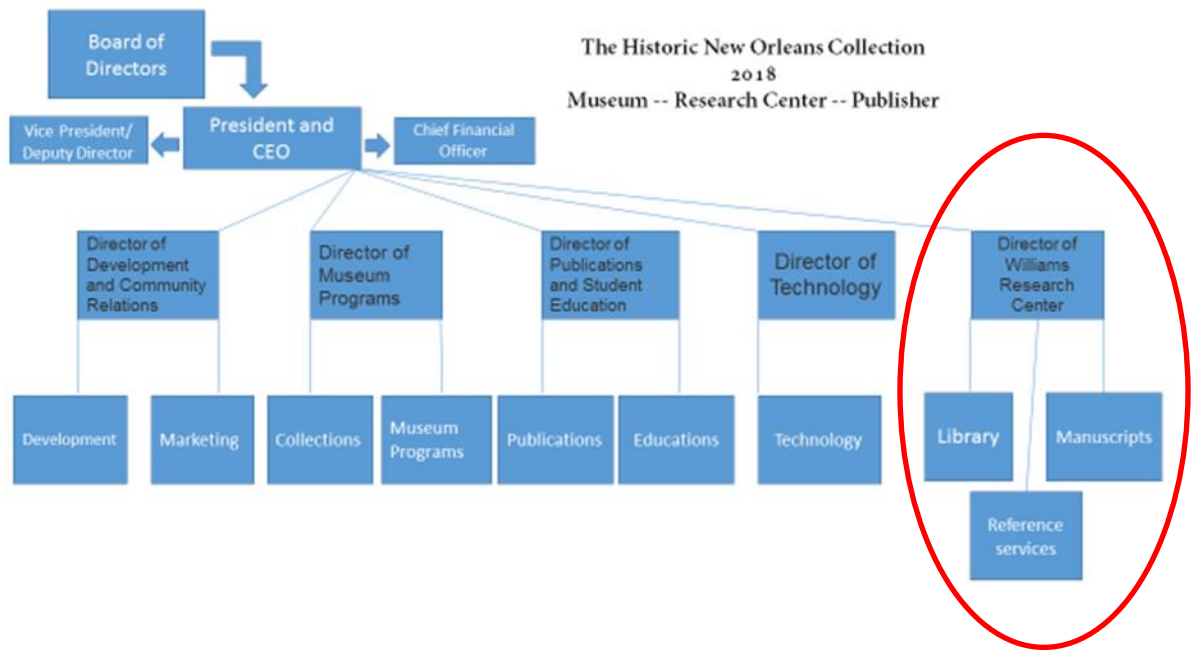 Board of
Directors
The Historic New Orleans Collection
2018
Museum -- Research Center -- Publisher
Vice President/
Deputy Director
President and
CEO
Chief Financial
Officer
Director of
Development
and Community
Relations
Director of
Museum
Programs
Director of
Publications
and Student
Education
Director of
Technology
Director of
Williams
Research
Center
Development
Marketing
Collections
Museum
Programs
Publications
Educations
Technology
Library
Manuscripts
Reference
services